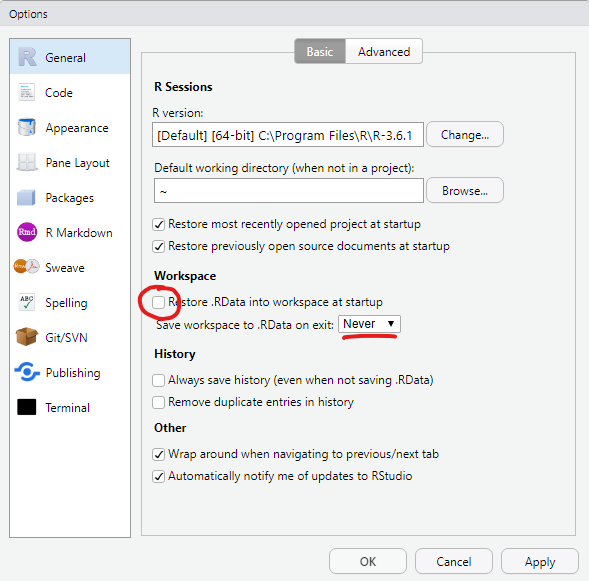 Options
General
Code
Appearance
Pane Layout
Packages
Rmd R Markdown
Rnw Sweave
ABC Spelling
Git/SVN
Publishing
Terminal
Basic Advanced
R Sessions
R version:
[Default] [64-bit] C:\Program Files\R\R-3.6.1 Change...
Default working directory (when not in a project):
~ Browse...
Restore most recently opened project at startup
Restore previously open source documents at startup
Workspace
Restore .RData into workspace at startup
Save workspace to .RData on exit: Never
History
Always save history (even when not saving .RData)
Remove duplicate entries in history
Other
Wrap around when navigating to previous/next tab
Automatically notify me of updates to RStudio
OK Cancel Apply